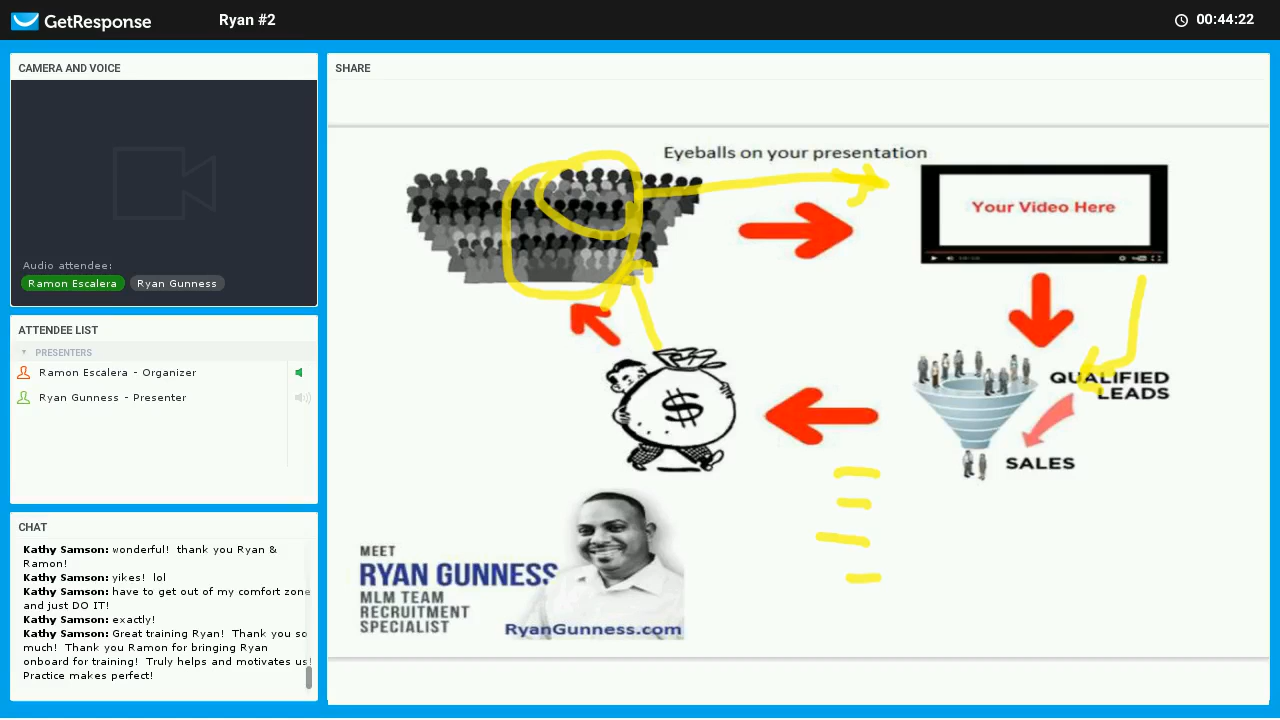 GetResponse
Ryan #2
00:44:22
CAMERA AND VOICE
Audio attendee:
Ramon Escalera
Ryan Gunness
ATTENDEE LIST
PRESENTERS
Ramon Escalera - Organizer
Ryan Gunness - Presenter
CHAT
Kathy Samson: wonderful! thank you Ryan &
Ramon!
Kathy Samson: yikes! lol
Kathy Samson: have to get out of my comfort zone
and just DO IT!
Kathy Samson: exactly!
Kathy Samson: Great training Ryan! Thank you so
much! Thank you Ramon for bringing Ryan
onboard for training! Truly helps and motivates us!
Practice makes perfect!
SHARE
Eyeballs on your presentation
Your Video Here
QUALIFIED
LEADS
SALES
$
MEET
RYAN GUNNESS
MLM TEAM
RECRUITMENT
SPECIALIST
RyanGunness.com